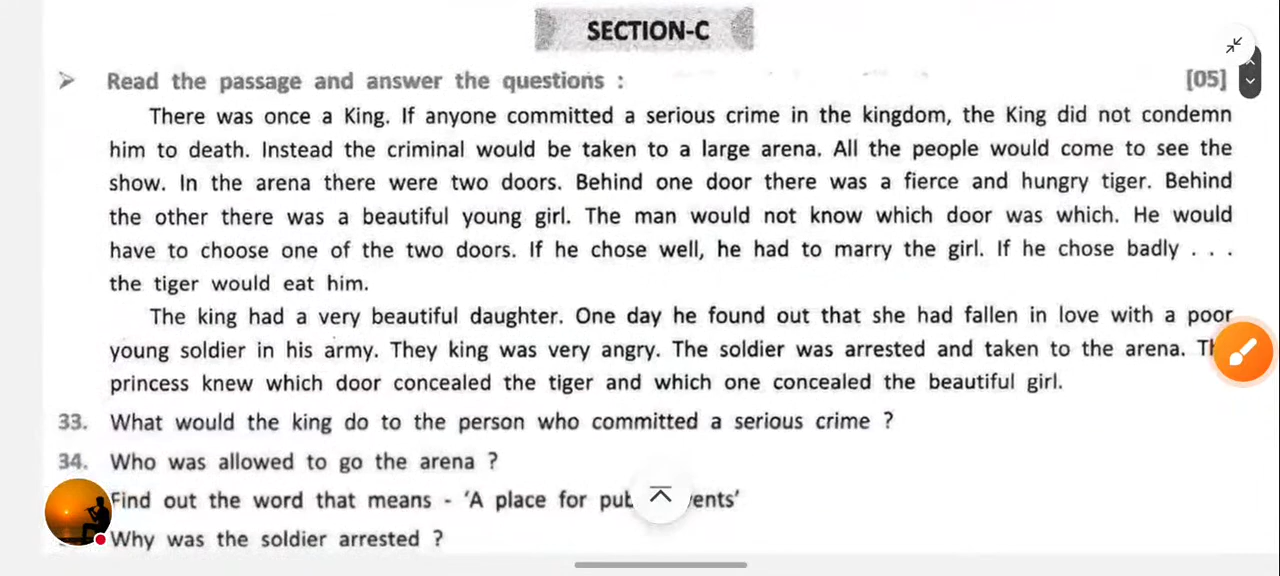 SECTION-C
Read the passage and answer the questions : [05]
There was once a King. If anyone committed a serious crime in the kingdom, the King did not condemn
him to death. Instead the criminal would be taken to a large arena. All the people would come to see the
show. In the arena there were two doors. Behind one door there was a fierce and hungry tiger. Behind
the other there was a beautiful young girl. The man would not know which door was which. He would
have to choose one of the two doors. If he chose well, he had to marry the girl. If he chose badly . . .
the tiger would eat him.
The king had a very beautiful daughter. One day he found out that she had fallen in love with a poor
young soldier in his army. They king was very angry. The soldier was arrested and taken to the arena.
princess knew which door concealed the tiger and which one concealed the beautiful girl.
33. What would the king do to the person who committed a serious crime ?
34. Who was allowed to go the arena ?
Find out the word that means - 'A place for
Why was the soldier arrested ?